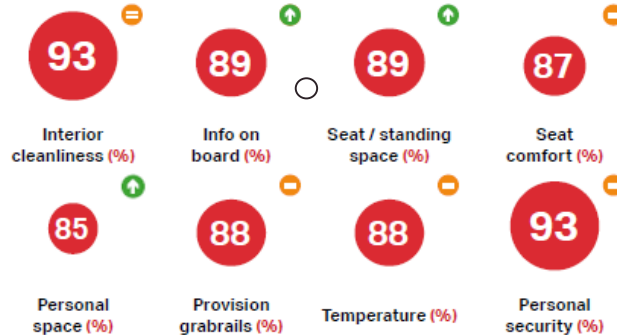 93
89
89
87
Interior
cleanliness (%)
Info on
board (%)
Seat / standing
space (%)
Seat
comfort (%)
85
88
88
93
Personal
space (%)
Provision
grabrails (%)
Temperature (%)
Personal
security (%)